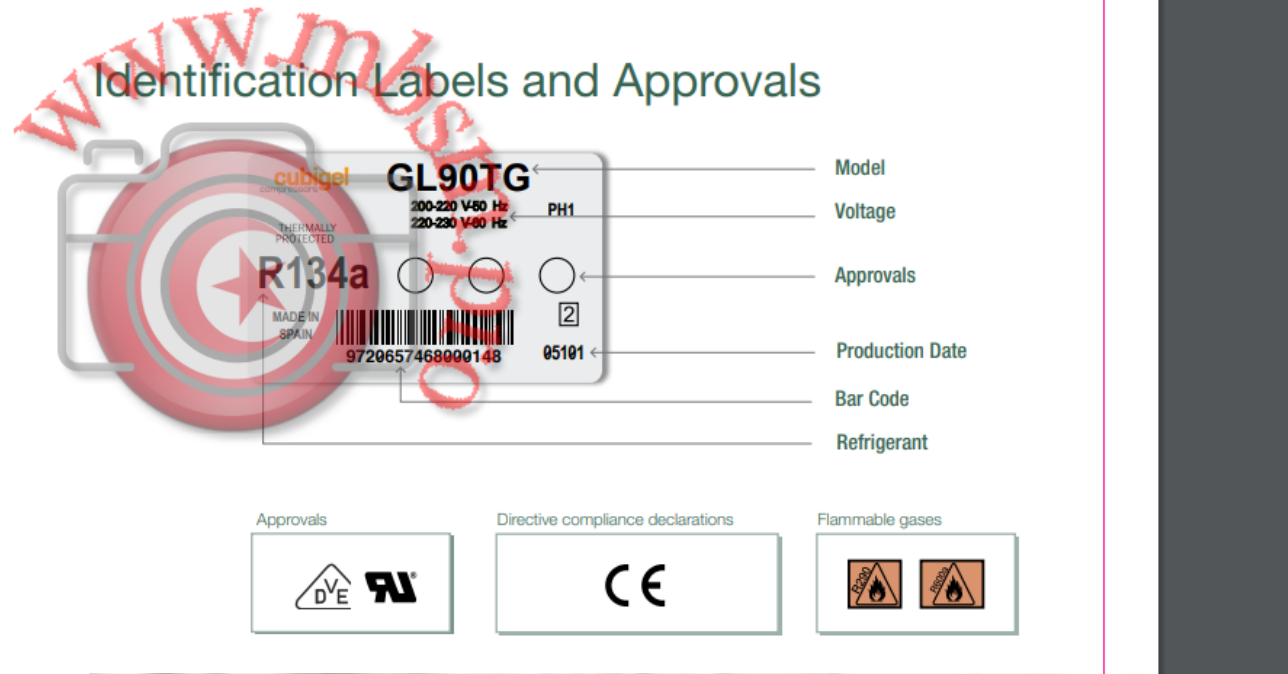 www.mbsm.pro
Identification Labels and Approvals
cubigel
compressors
GL90TG
200-220 V-50 Hz
220-230 V-60 Hz
PH1
THERMALLY
PROTECTED
R134a
MADE IN
SPAIN
2
9720657468000148
05101
Model
Voltage
Approvals
Production Date
Bar Code
Refrigerant
Approvals
Directive compliance declarations
Flammable gases
DVE
RU
CE
R290
R600a